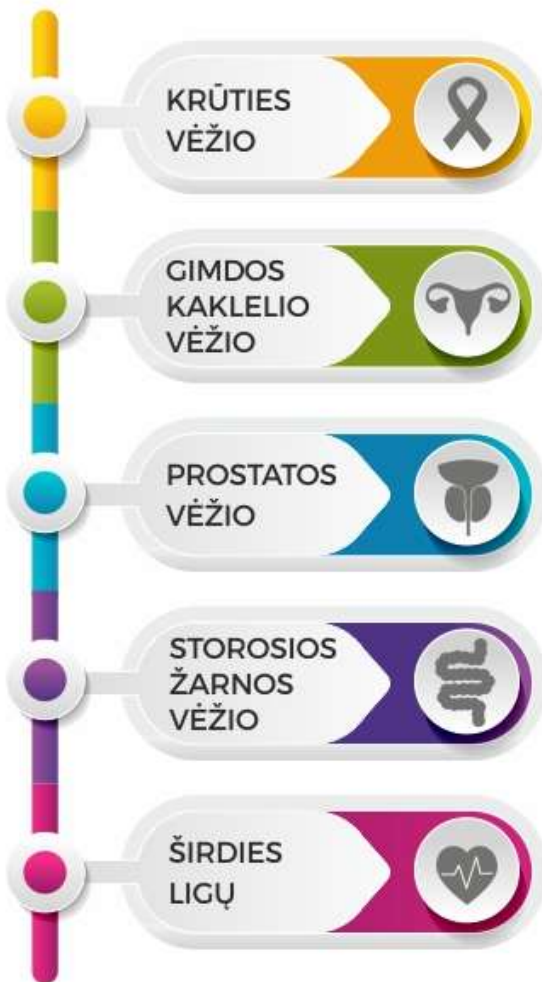 KRŪTIES
VĖŽIO
GIMDOS
KAKLELIO
VĖŽIO
PROSTATOS
VĖŽIO
STOROSIOS
ŽARNOS
VĖŽIO
ŠIRDIES
LIGŲ